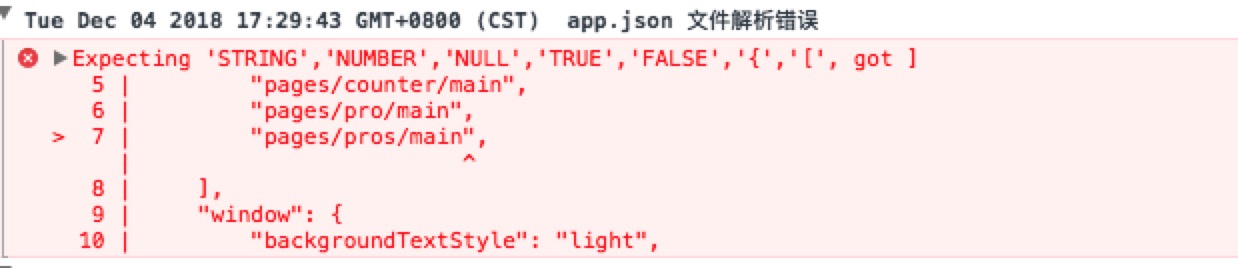 Tue Dec 04 2018 17:29:43 GMT+0800 (CST)  app.json 文件解析错误
Expecting 'STRING','NUMBER','NULL','TRUE','FALSE','{','[', got ]
5 |         "pages/counter/main",
6 |         "pages/pro/main",
> 7 |         "pages/pros/main",
|                         ^
8 |     ],
9 |     "window": {
10 |         "backgroundTextStyle": "light",